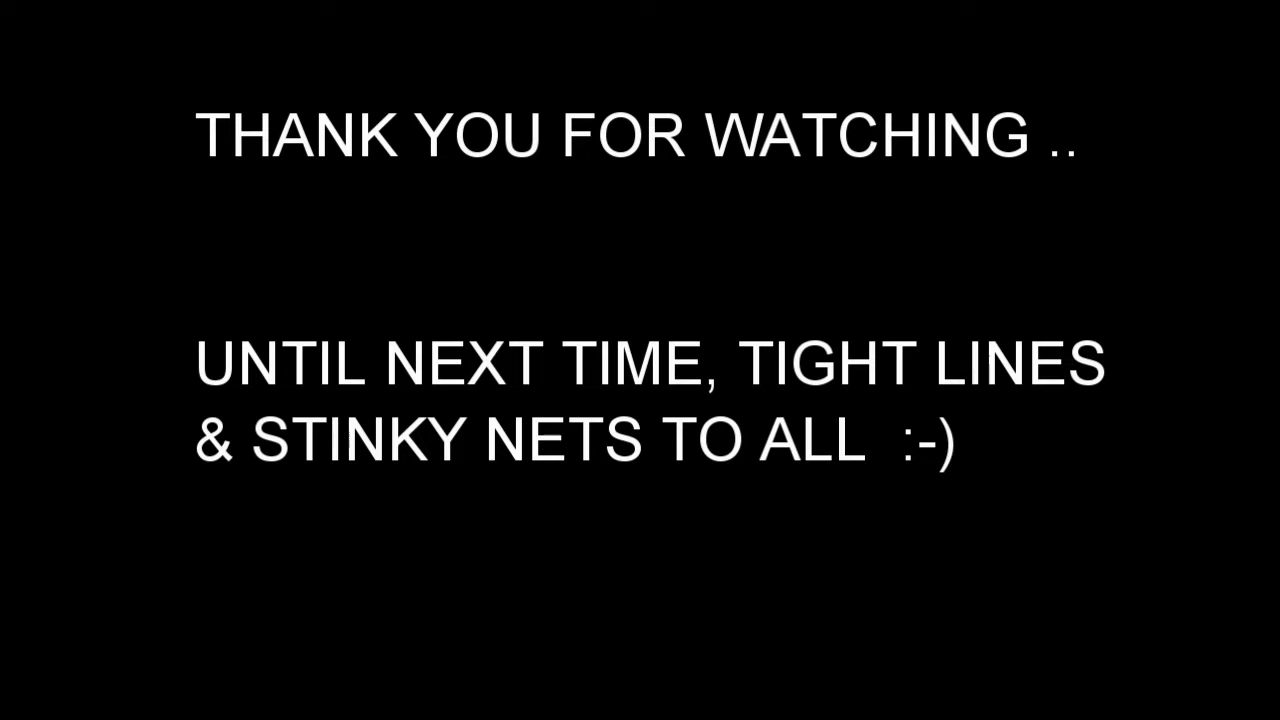 THANK YOU FOR WATCHING ..
UNTIL NEXT TIME, TIGHT LINES
& STINKY NETS TO ALL  :-)